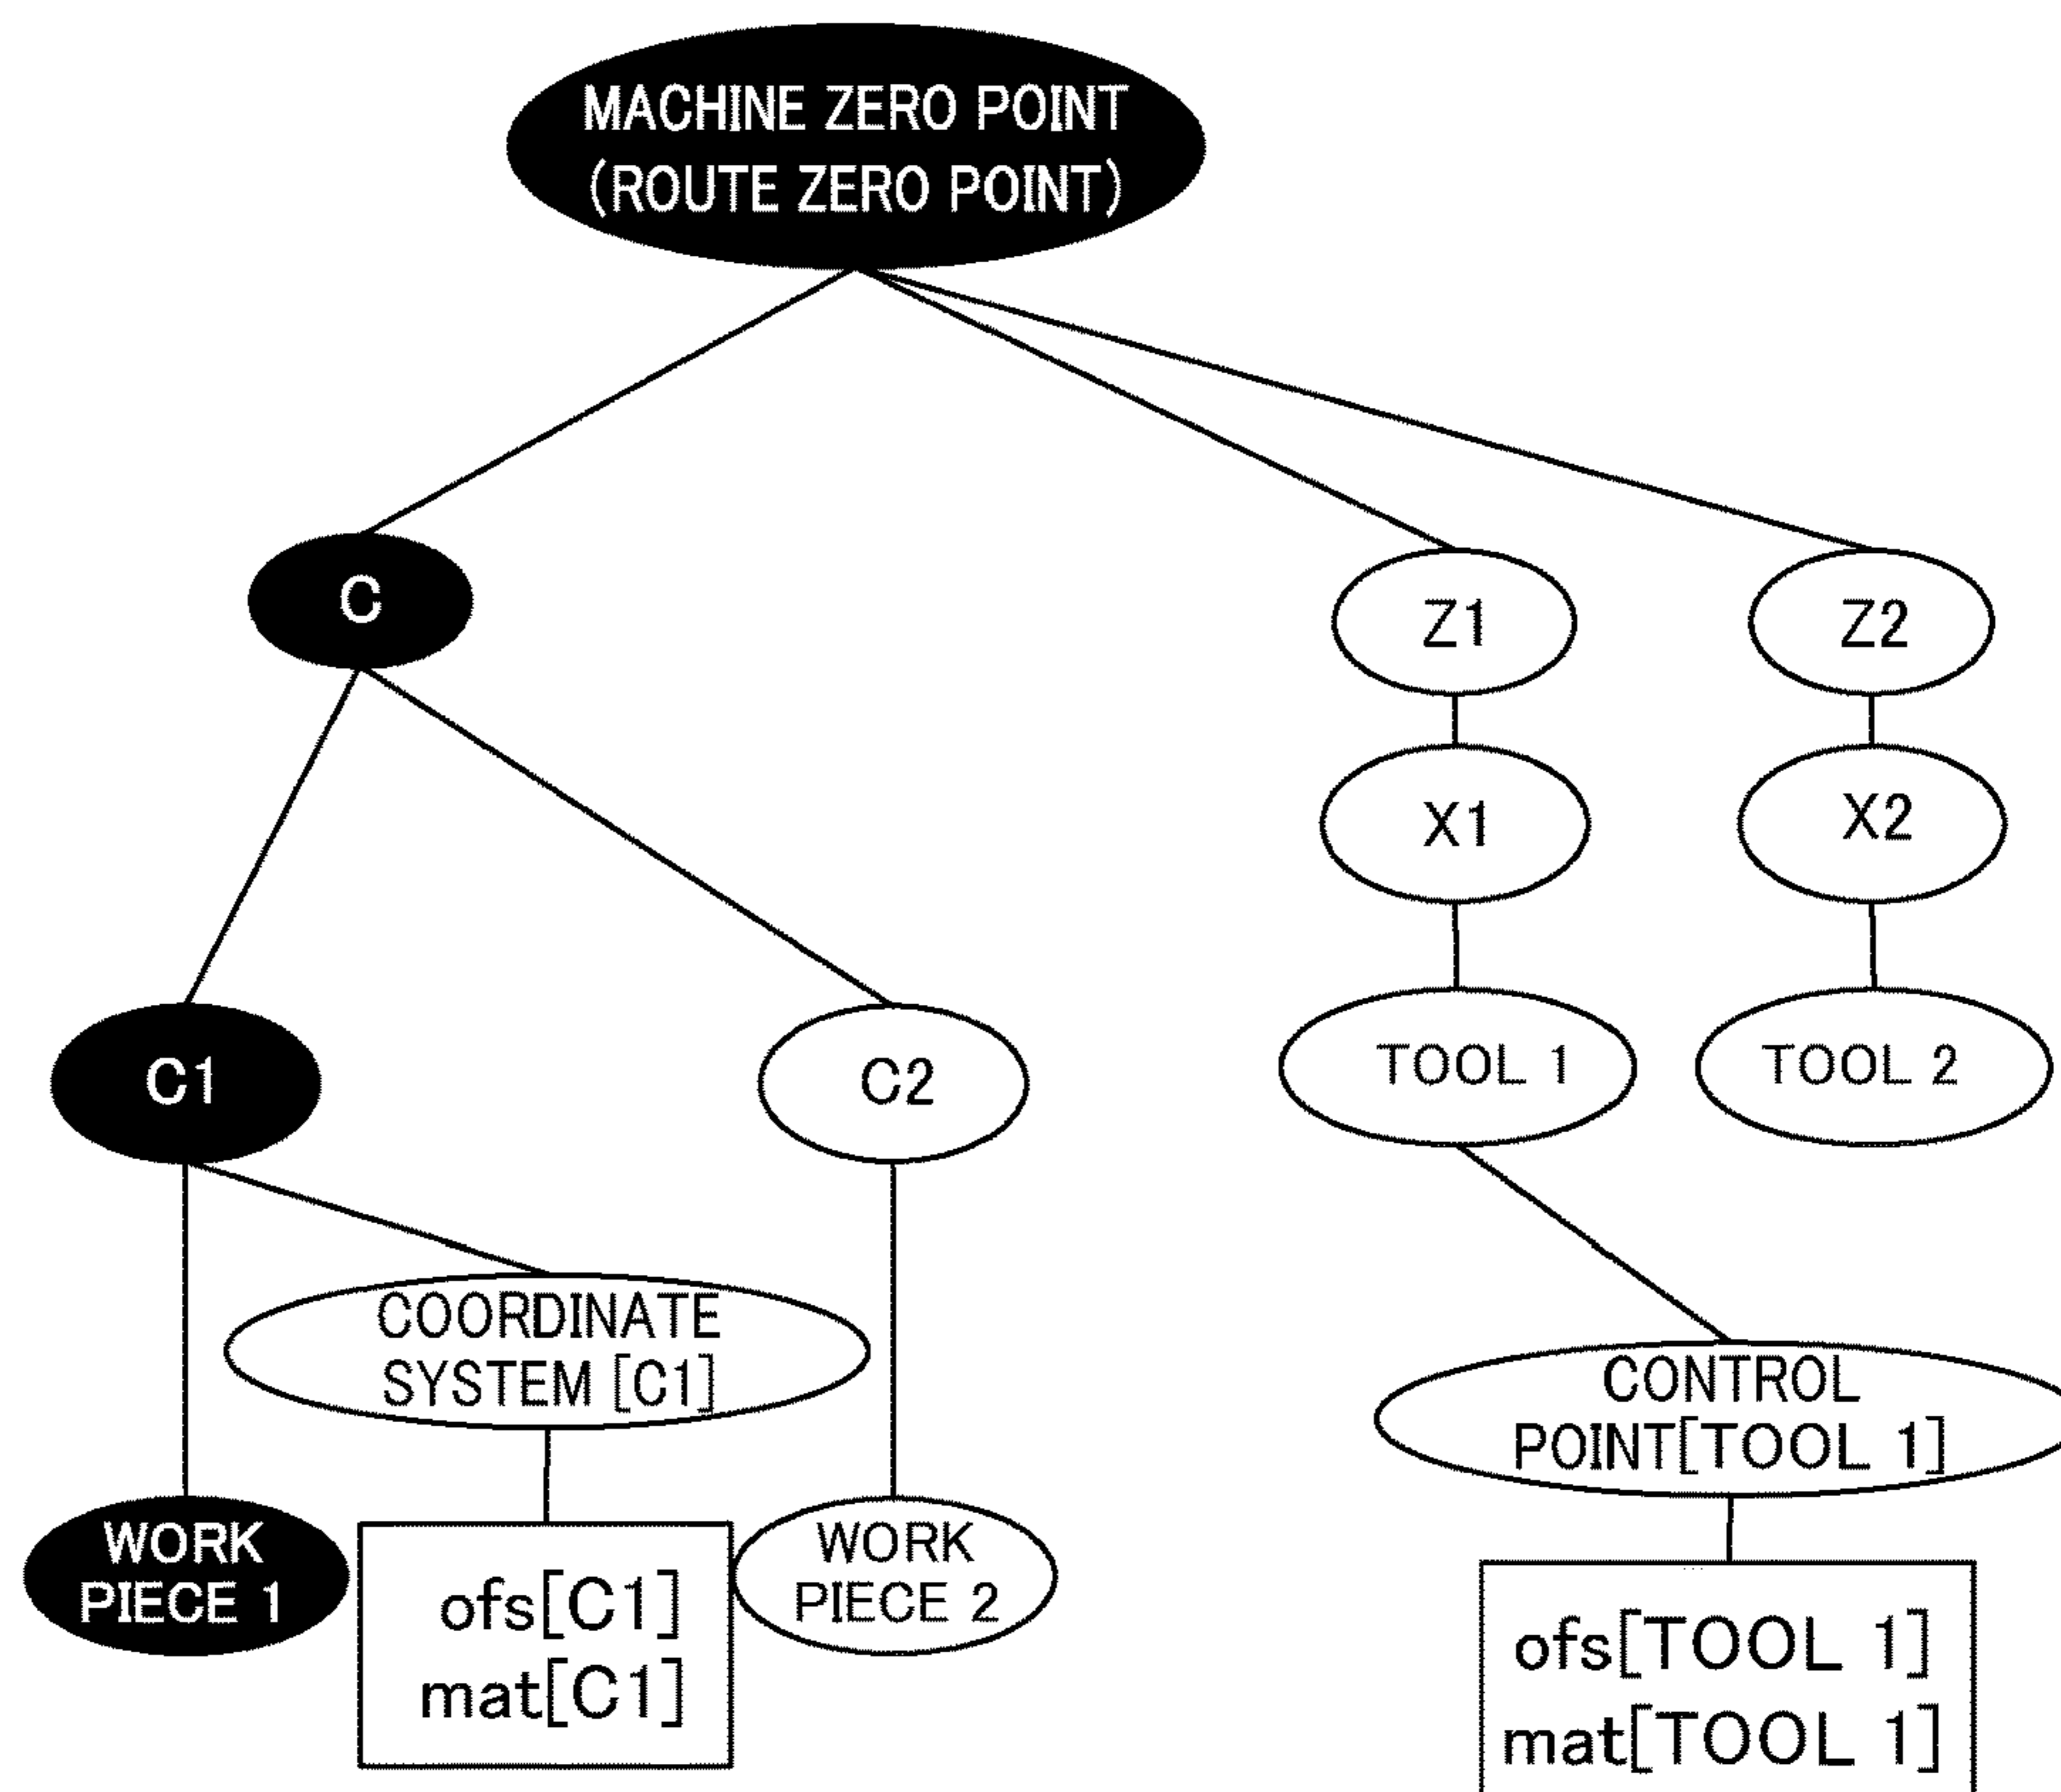 MACHINE ZERO POINT
(ROUTE ZERO POINT)
C
Z1
Z2
X1
X2
C1
C2
TOOL 1
TOOL 2
COORDINATE
SYSTEM [C1]
CONTROL
POINT[TOOL 1]
WORK
PIECE 1
ofs[C1]
mat[C1]
WORK
PIECE 2
ofs[TOOL 1]
mat[TOOL 1]